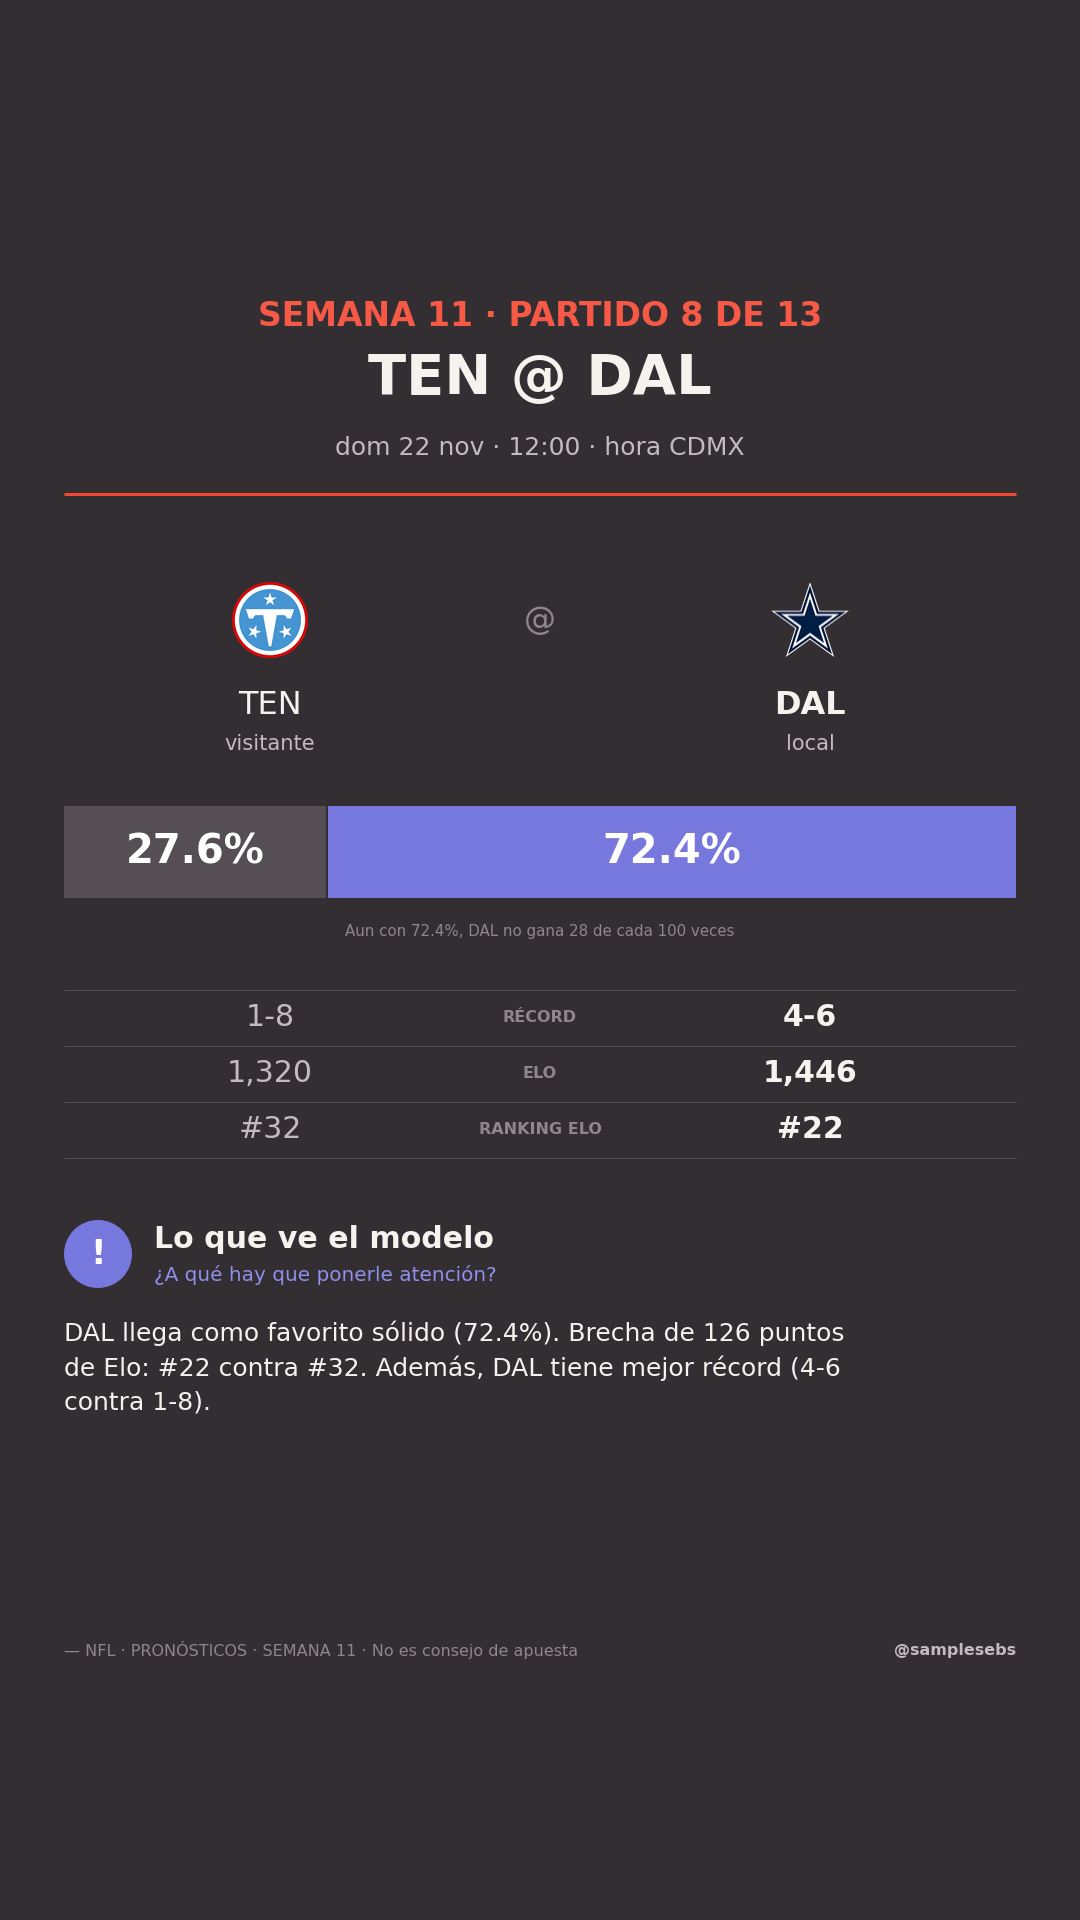 SEMANA 11 · PARTIDO 8 DE 13
TEN @ DAL
dom 22 nov · 12:00 · hora CDMX
@
TEN
DAL
visitante
local
27.6%
72.4%
Aun con 72.4%, DAL no gana 28 de cada 100 veces
1-8 RÉCORD 4-6
1,320 ELO 1,446
#32 RANKING ELO #22
!
Lo que ve el modelo
¿A qué hay que ponerle atención?
DAL llega como favorito sólido (72.4%). Brecha de 126 puntos
de Elo: #22 contra #32. Además, DAL tiene mejor récord (4-6
contra 1-8).
— NFL · PRONÓSTICOS · SEMANA 11 · No es consejo de apuesta
@samplesebs